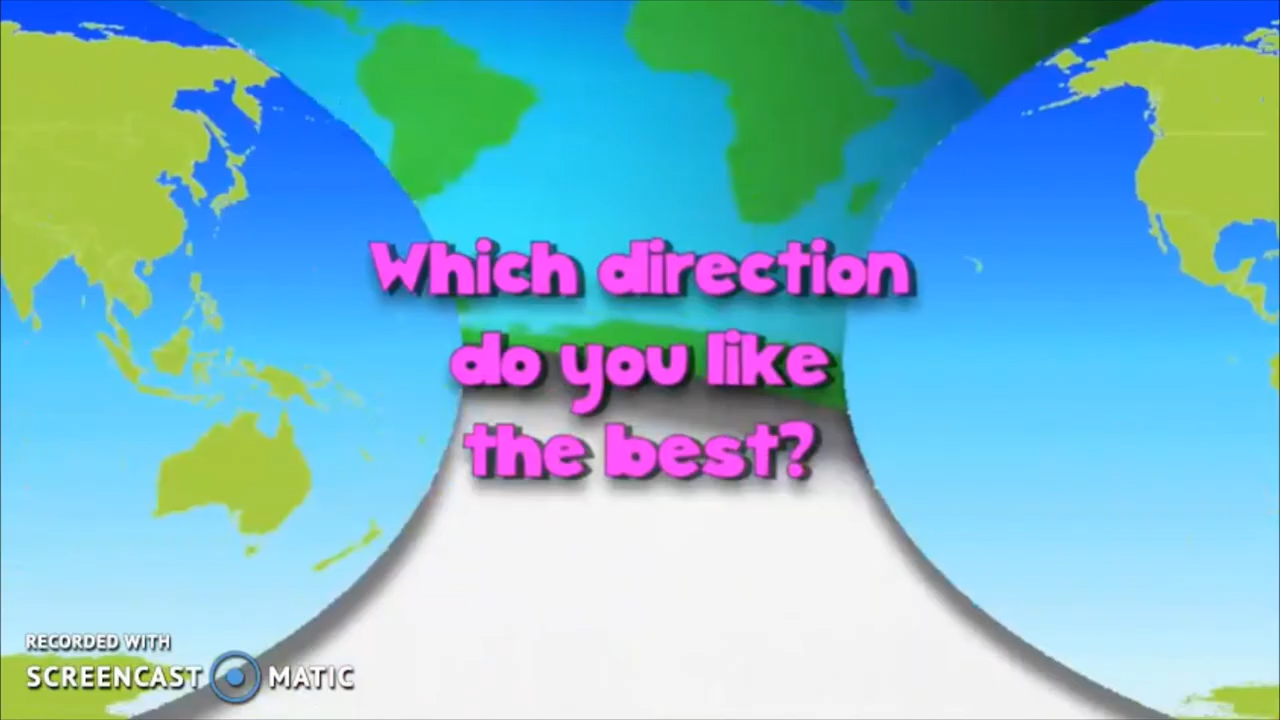 Which direction
do you like
the best?
RECORDED WITH
SCREENCAST MATIC